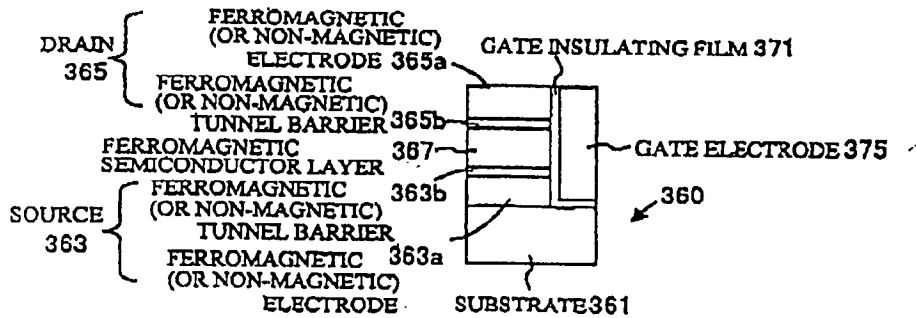 FERROMAGNETIC
(OR NON-MAGNETIC)
ELECTRODE 365a
DRAIN
365
FERROMAGNETIC
(OR NON-MAGNETIC)
TUNNEL BARRIER 365b
FERROMAGNETIC
SEMICONDUCTOR LAYER
367
363b
SOURCE
363
FERROMAGNETIC
(OR NON-MAGNETIC)
TUNNEL BARRIER
363a
FERROMAGNETIC
(OR NON-MAGNETIC)
ELECTRODE
GATE INSULATING FILM 371
GATE ELECTRODE 375
360
SUBSTRATE 361